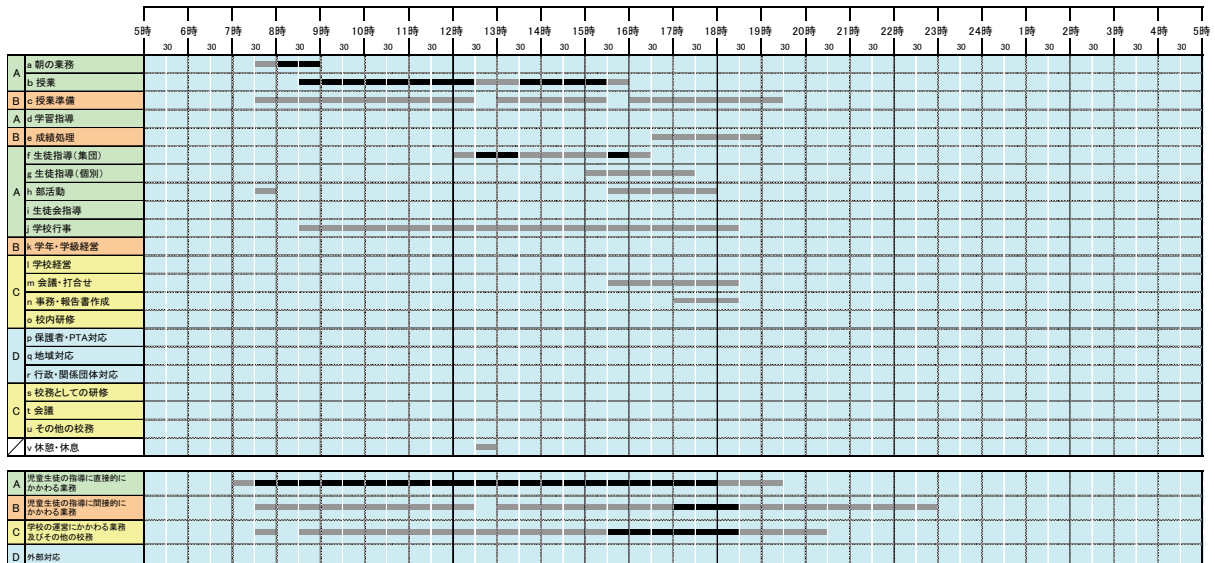 5時 6時 7時 8時 9時 10時 11時 12時 13時 14時 15時 16時 17時 18時 19時 20時 21時 22時 23時 24時 1時 2時 3時 4時 5時
30 30 30 30 30 30 30 30 30 30 30 30 30 30 30 30 30 30 30 30 30 30 30 30
A
a 朝の業務
b 授業
B c 授業準備
A d 学習指導
B e 成績処理
A
f 生徒指導(集団)
g 生徒指導(個別)
h 部活動
i 生徒会指導
j 学校行事
B k 学年・学級経営
C
l 学校経営
m 会議・打合せ
n 事務・報告書作成
o 校内研修
D
p 保護者・PTA対応
q 地域対応
r 行政・関係団体対応
C
s 校務としての研修
t 会議
u その他の校務
v 休憩・休息
A 児童生徒の指導に直接的に
かかわる業務
B 児童生徒の指導に間接的に
かかわる業務
C 学校の運営にかかわる業務
及びその他の校務
D 外部対応